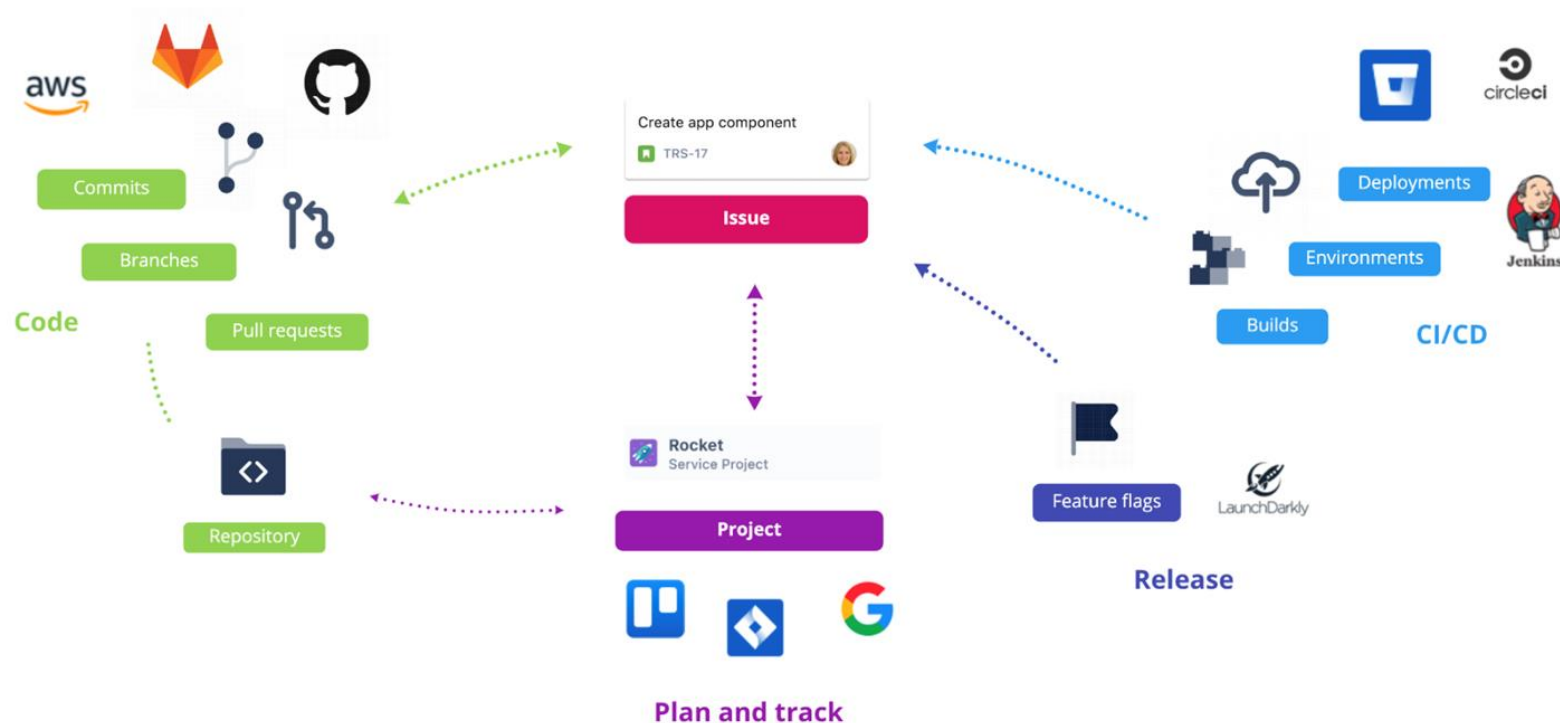 aws
Commits
Branches
Code
Pull requests
Repository
Create app component
TRS-17
Issue
Rocket
Service Project
Project
Plan and track
circleci
Deployments
Environments
Jenkins
Builds
CI/CD
Feature flags
LaunchDarkly
Release